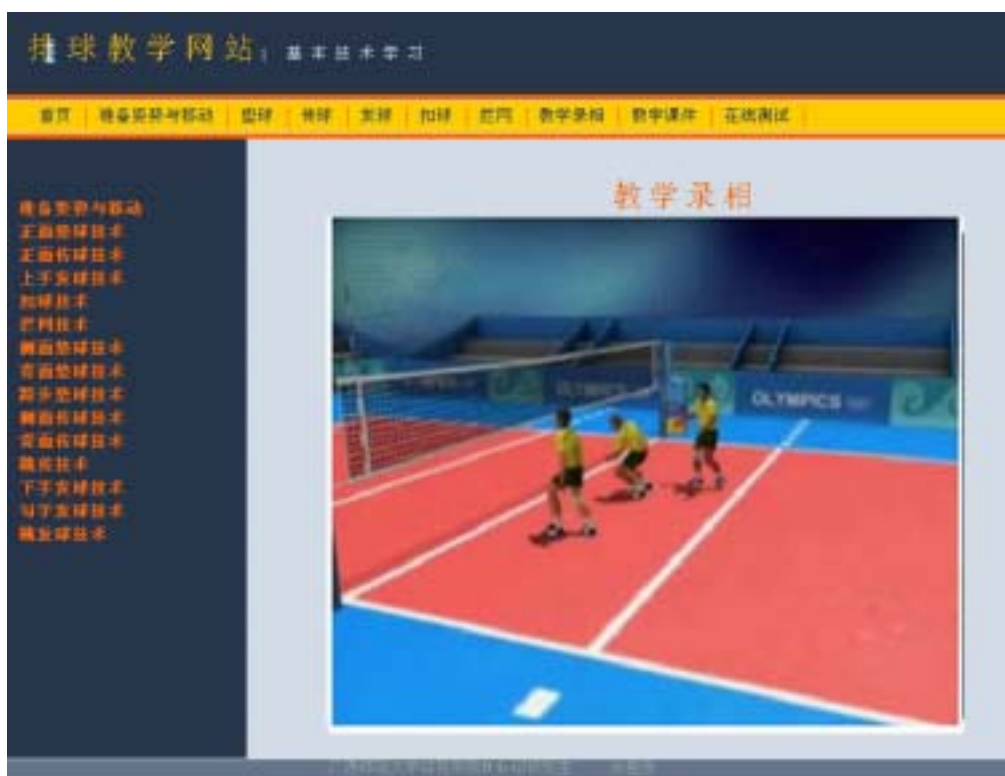 排球教学网站：基本技术学习
首页 准备姿势与移动 垫球 传球 发球 扣球 拦网 教学录相 教学课件 在线测试
教学录相
准备姿势与移动
正面垫球技术
正面传球技术
上手发球技术
扣球技术
拦网技术
侧面垫球技术
背面垫球技术
跨步垫球技术
侧面传球技术
背面传球技术
跳传技术
下手发球技术
勾手发球技术
跳发球技术
OLYMPICS